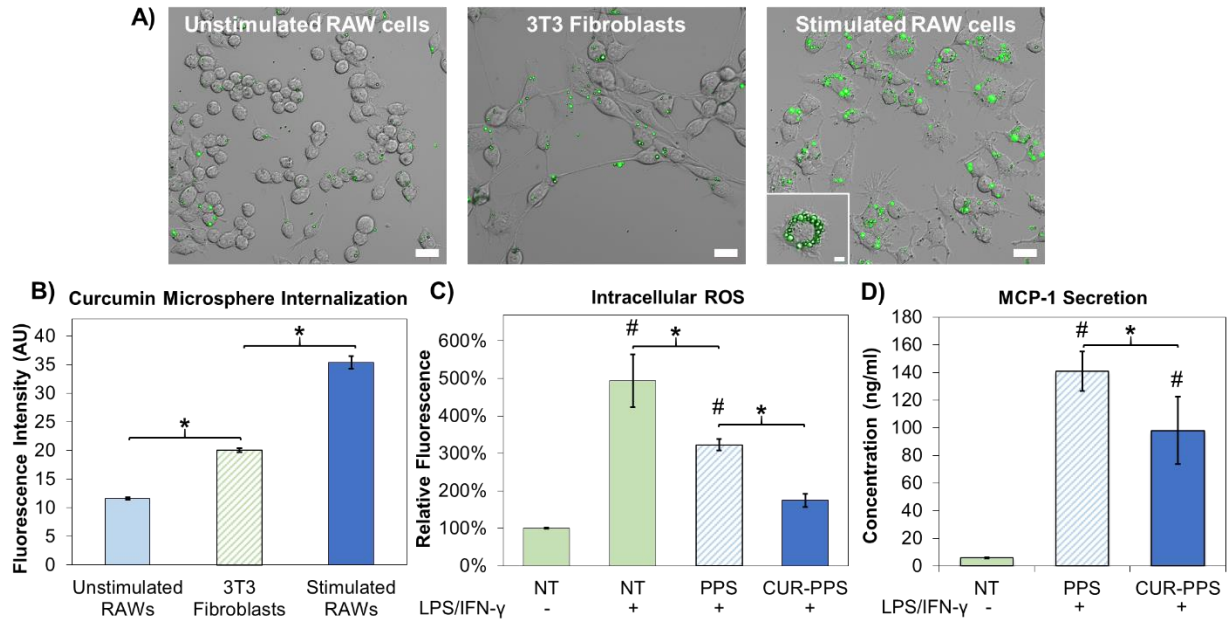 A)
Unstimulated RAW cells
3T3 Fibroblasts
Stimulated RAW cells
B)
Curcumin Microsphere Internalization
Fluorescence Intensity (AU)
40
35
30
25
20
15
10
5
0
*
*
Unstimulated RAWs
3T3 Fibroblasts
Stimulated RAWs
C)
Intracellular ROS
Relative Fluorescence
600%
500%
400%
300%
200%
100%
0%
#
*
#
*
NT NT PPS CUR-PPS
LPS/IFN-γ - + + +
D)
MCP-1 Secretion
Concentration (ng/ml)
180
160
140
120
100
80
60
40
20
0
#
*
#
NT PPS CUR-PPS
- + +